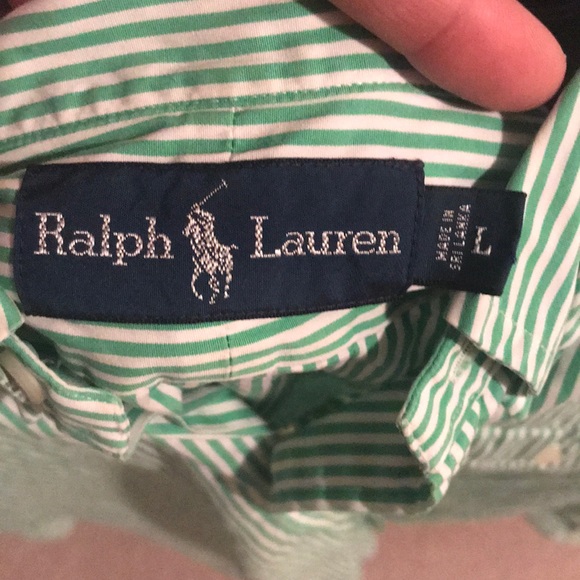 Ralph Lauren
MADE IN
SRI LANKA
L